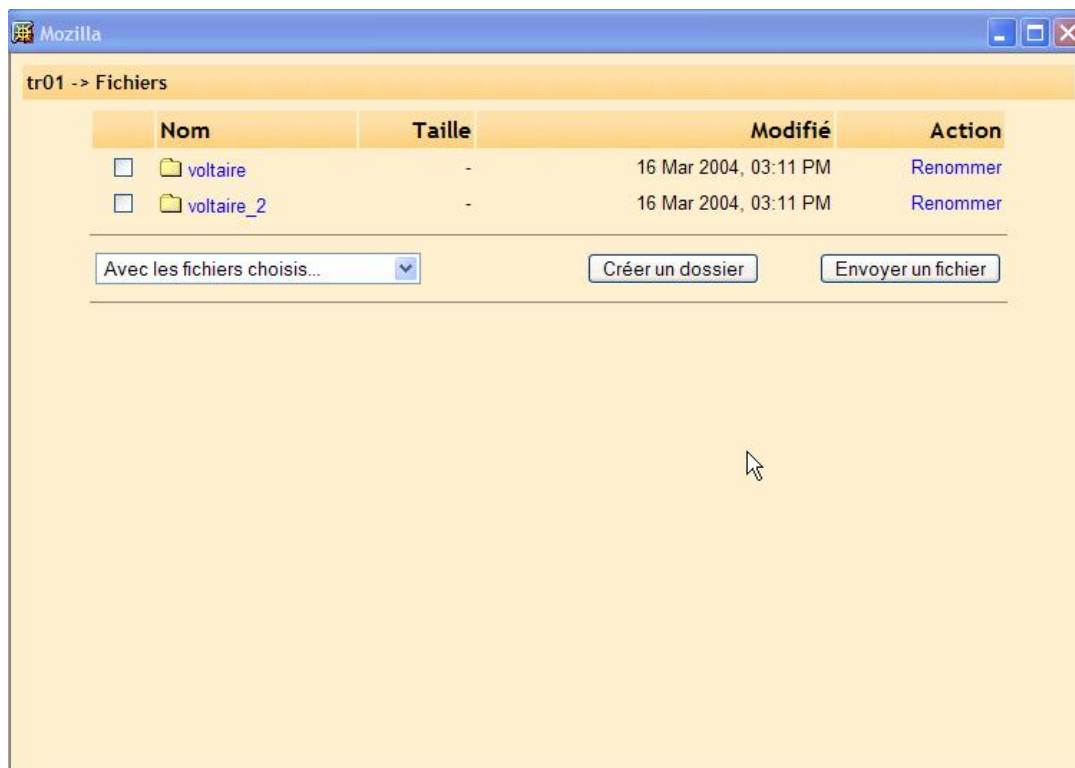 Mozilla
tr01 -> Fichiers
Nom Taille Modifié Action
voltaire - 16 Mar 2004, 03:11 PM Renommer
voltaire_2 - 16 Mar 2004, 03:11 PM Renommer
Avec les fichiers choisis... Créer un dossier Envoyer un fichier